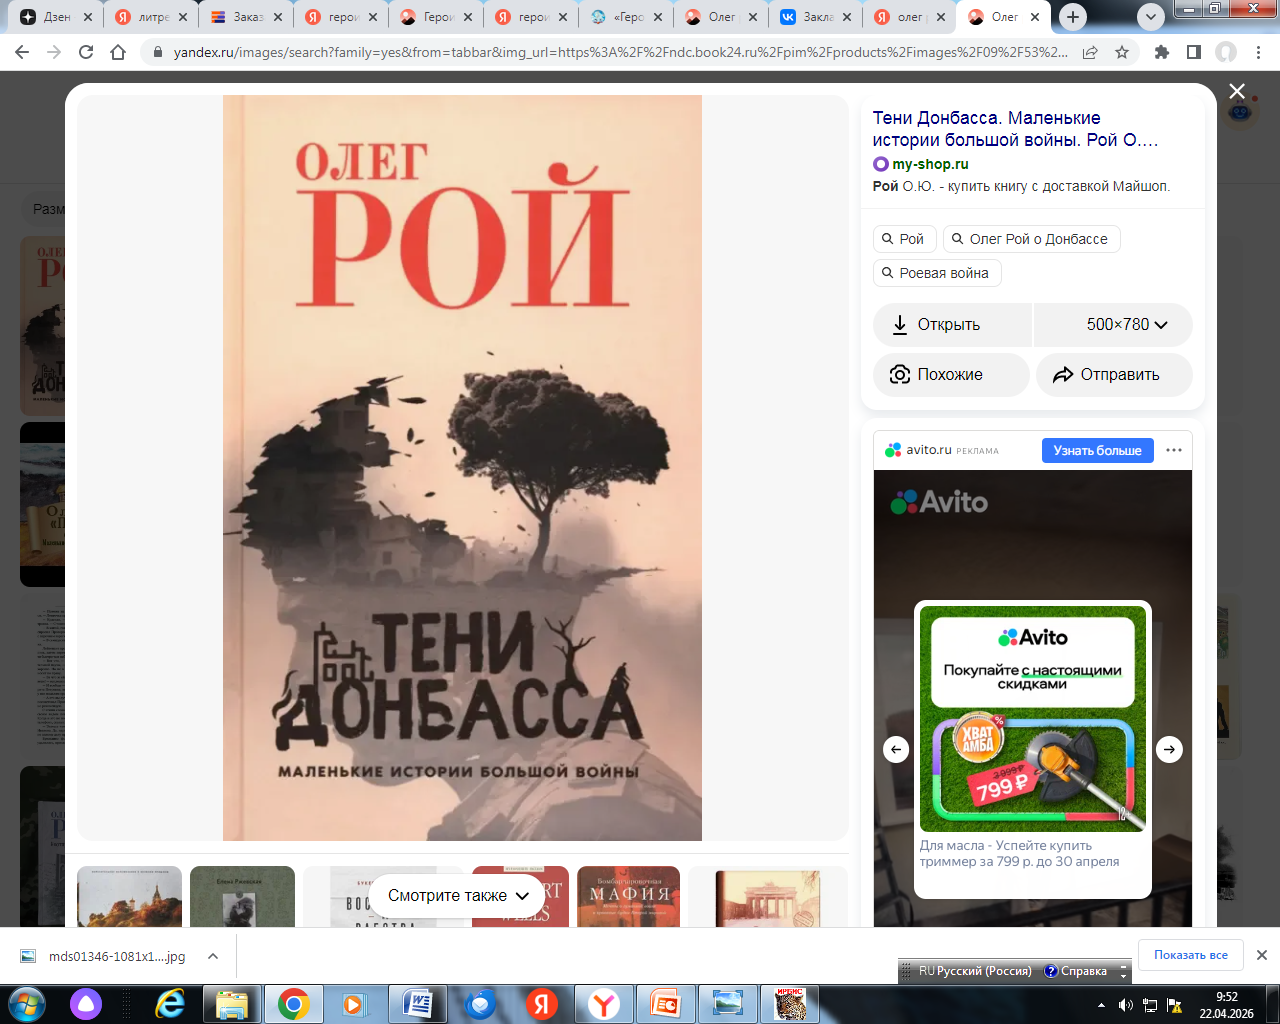 Дзен
литре
Заказ
герои
Герои
герои
«Геро
Олег
Закла
олег
Олег
yandex.ru/images/search?family=yes&from=tabbar&img_url=https%3A%2F%2Fndc.book24.ru%2Fpim%2Fproducts%2Fimages%2F09%2F53%2...
Разм
ОЛЕГ
РОЙ
ТЕНИ
ДОНБАССА
МАЛЕНЬКИЕ ИСТОРИИ БОЛЬШОЙ ВОЙНЫ
Тени Донбасса. Маленькие
истории большой войны. Рой О....
my-shop.ru
Рой О.Ю. - купить книгу с доставкой Майшоп.
Рой
Олег Рой о Донбассе
Роевая война
Открыть
500×780
Похожие
Отправить
avito.ru РЕКЛАМА
Узнать больше
Avito
Avito
Покупайте с настоящими
скидками
ХВАТ
АМБА
%
799 ₽
12+
Для масла - Успейте купить
триммер за 799 р. до 30 апреля
Смотрите также
МАФИЯ
mds01346-1081x1....jpg
Показать все
RU Русский (Россия)
Справка
ИРБИС
9:52
22.04.2026